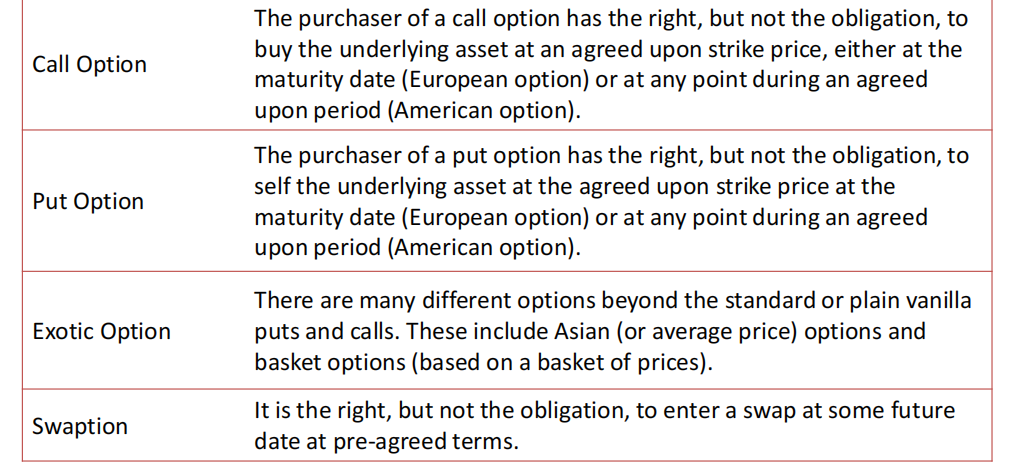 The purchaser of a call option has the right, but not the obligation, to
buy the underlying asset at an agreed upon strike price, either at the
Call Option
maturity date (European option) or at any point during an agreed
upon period (American option).
The purchaser of a put option has the right, but not the obligation, to
self the underlying asset at the agreed upon strike price at the
Put Option
maturity date (European option) or at any point during an agreed
upon period (American option).
There are many different options beyond the standard or plain vanilla
Exotic Option
puts and calls. These include Asian (or average price) options and
basket options (based on a basket of prices).
Swaption
It is the right, but not the obligation, to enter a swap at some future
date at pre-agreed terms.